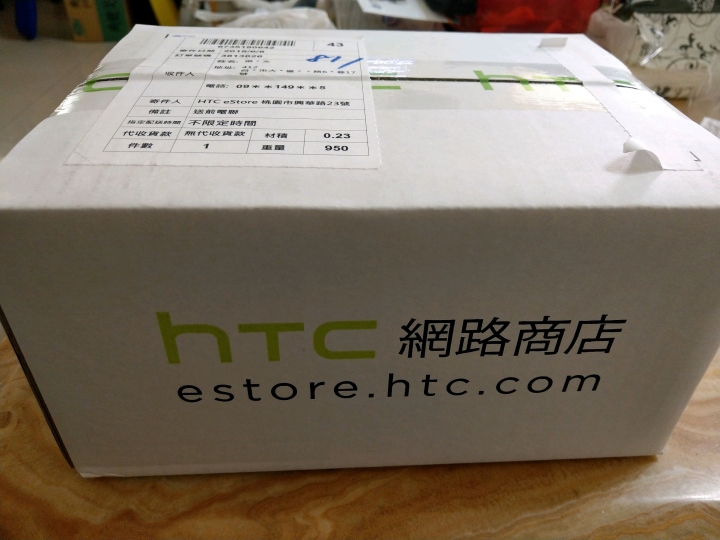 43
收件人
電話: 09＊＊149＊＊5
寄件人 HTC eStore 桃園市興華路23號
備註 送前電聯
指定配送時間 不限定時間
代收貨款 無代收貨款 材積 0.23
件數 1 重量 950
htc
htc 網路商店
estore.htc.com